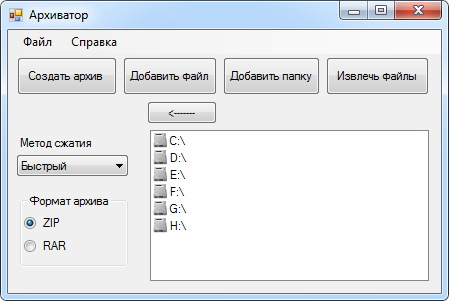 Архиватор
Файл Справка
Создать архив Добавить файл Добавить папку Извлечь файлы
<-------
Метод сжатия
Быстрый
Формат архива
ZIP
RAR
C:\
D:\
E:\
F:\
G:\
H:\